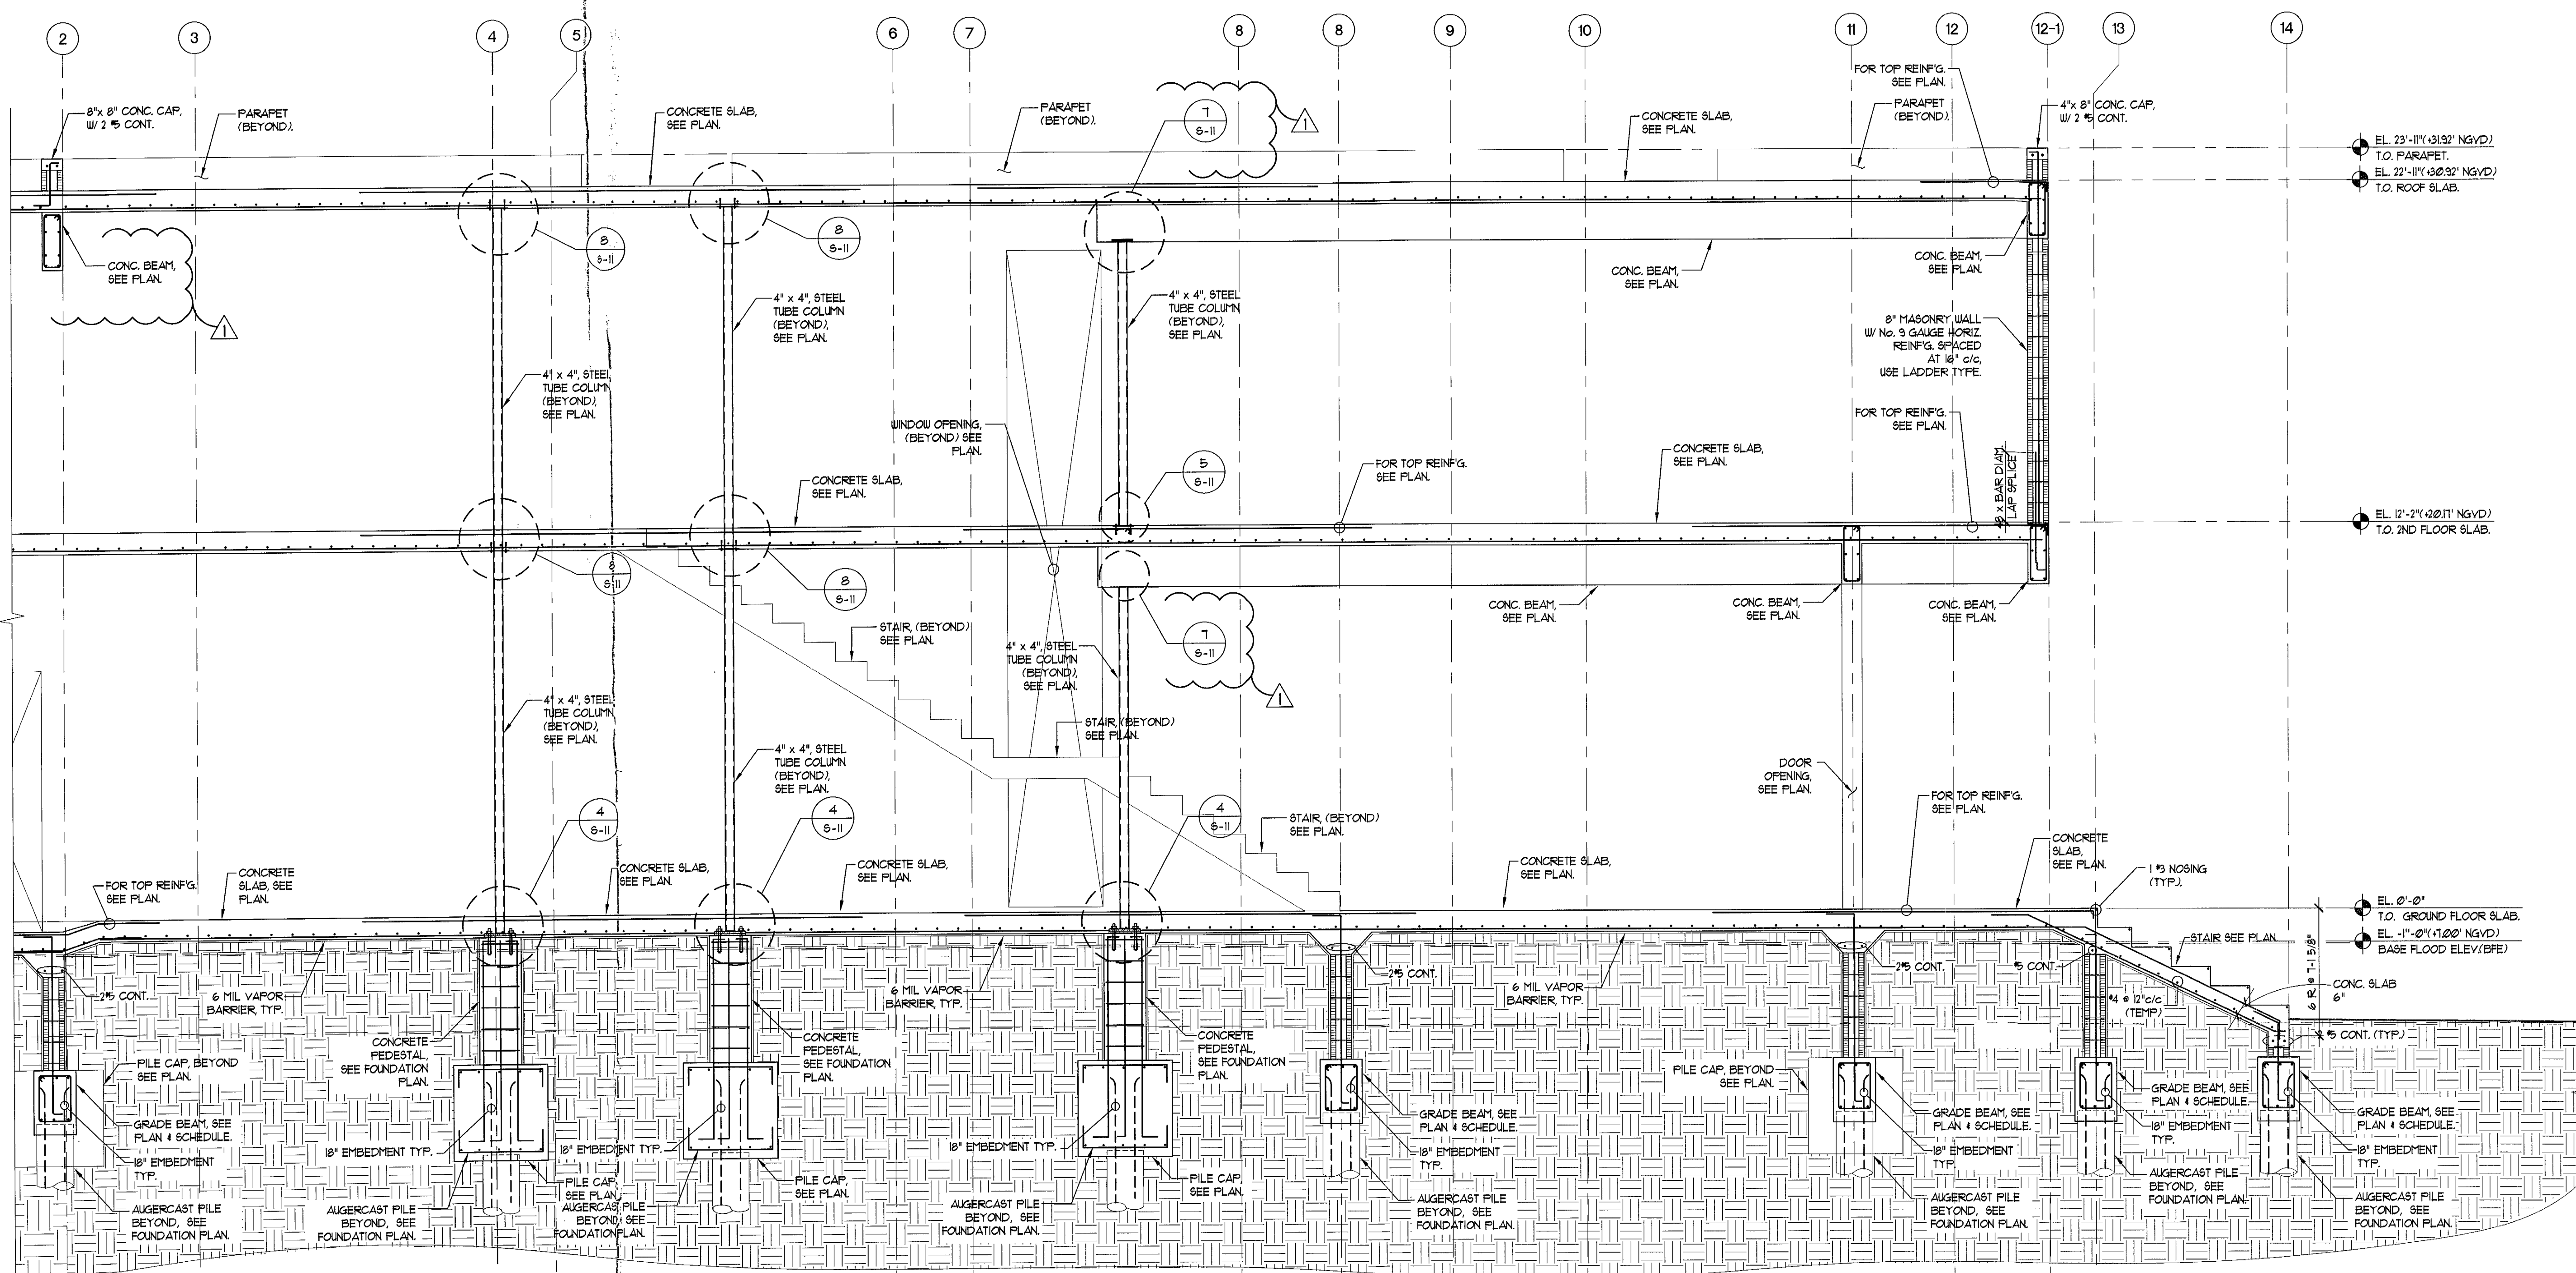 2
3
4
5
6
7
8
8
9
10
11
12
12-1
13
14
8"x 8" CONC. CAP,
W/ 2 #5 CONT.
PARAPET
(BEYOND).
CONCRETE SLAB,
SEE PLAN.
PARAPET
(BEYOND).
7
S-11
1
CONCRETE SLAB,
SEE PLAN.
FOR TOP REINF'G.
SEE PLAN.
PARAPET
(BEYOND).
4"x 8" CONC. CAP,
W/ 2 #5 CONT.
EL. 23'-11"(+31.92' NGVD)
T.O. PARAPET.
EL. 22'-11"(+30.92' NGVD)
T.O. ROOF SLAB.
8
S-11
8
S-11
CONC. BEAM,
SEE PLAN.
1
CONC. BEAM,
SEE PLAN.
CONC. BEAM,
SEE PLAN.
4" x 4", STEEL
TUBE COLUMN
(BEYOND),
SEE PLAN.
4" x 4", STEEL
TUBE COLUMN
(BEYOND),
SEE PLAN.
4" x 4", STEEL
TUBE COLUMN
(BEYOND),
SEE PLAN.
8" MASONRY WALL
W/ No. 9 GAUGE HORIZ.
REINF'G. SPACED
AT 16" c/c,
USE LADDER TYPE.
WINDOW OPENING,
(BEYOND) SEE
PLAN.
FOR TOP REINF'G.
SEE PLAN.
48 x BAR DIAM.
LAP SPLICE
CONCRETE SLAB,
SEE PLAN.
5
S-11
FOR TOP REINF'G.
SEE PLAN.
CONCRETE SLAB,
SEE PLAN.
EL. 12'-2"(+20.17' NGVD)
T.O. 2ND FLOOR SLAB.
8
S-11
8
S-11
CONC. BEAM,
SEE PLAN.
CONC. BEAM,
SEE PLAN.
CONC. BEAM,
SEE PLAN.
STAIR, (BEYOND)
SEE PLAN.
7
S-11
1
4" x 4", STEEL
TUBE COLUMN
(BEYOND),
SEE PLAN.
4" x 4", STEEL
TUBE COLUMN
(BEYOND),
SEE PLAN.
STAIR, (BEYOND)
SEE PLAN.
4" x 4", STEEL
TUBE COLUMN
(BEYOND),
SEE PLAN.
DOOR
OPENING,
SEE PLAN.
4
S-11
4
S-11
4
S-11
STAIR, (BEYOND)
SEE PLAN.
FOR TOP REINF'G.
SEE PLAN.
CONCRETE
SLAB,
SEE PLAN.
1 #3 NOSING
(TYP.).
FOR TOP REINF'G.
SEE PLAN.
CONCRETE
SLAB, SEE
PLAN.
CONCRETE SLAB,
SEE PLAN.
CONCRETE SLAB,
SEE PLAN.
CONCRETE SLAB,
SEE PLAN.
EL. 0'-0"
T.O. GROUND FLOOR SLAB.
EL. -1'-0"(+7.00' NGVD)
BASE FLOOD ELEV.(BFE)
STAIR SEE PLAN.
6 R @ 7-1 5/8"
CONC. SLAB
6"
2#5 CONT.
6 MIL VAPOR
BARRIER, TYP.
6 MIL VAPOR
BARRIER, TYP.
2#5 CONT.
6 MIL VAPOR
BARRIER, TYP.
2#5 CONT.
#5 CONT.
#4 @ 12"c/c
(TEMP)
#5 CONT. (TYP.)
PILE CAP, BEYOND
SEE PLAN.
CONCRETE
PEDESTAL,
SEE FOUNDATION
PLAN.
CONCRETE
PEDESTAL,
SEE FOUNDATION
PLAN.
CONCRETE
PEDESTAL,
SEE FOUNDATION
PLAN.
PILE CAP, BEYOND
SEE PLAN.
GRADE BEAM, SEE
PLAN & SCHEDULE.
18" EMBEDMENT
TYP.
18" EMBEDMENT TYP.
18" EMBEDMENT TYP.
18" EMBEDMENT TYP.
GRADE BEAM, SEE
PLAN & SCHEDULE.
18" EMBEDMENT
TYP.
GRADE BEAM, SEE
PLAN & SCHEDULE.
18" EMBEDMENT
TYP.
GRADE BEAM, SEE
PLAN & SCHEDULE.
18" EMBEDMENT
TYP.
GRADE BEAM, SEE
PLAN & SCHEDULE.
18" EMBEDMENT
TYP.
PILE CAP,
SEE PLAN.
PILE CAP,
SEE PLAN.
PILE CAP,
SEE PLAN.
AUGERCAST PILE
BEYOND, SEE
FOUNDATION PLAN.
AUGERCAST PILE
BEYOND, SEE
FOUNDATION PLAN.
AUGERCAST PILE
BEYOND, SEE
FOUNDATION PLAN.
AUGERCAST PILE
BEYOND, SEE
FOUNDATION PLAN.
AUGERCAST PILE
BEYOND, SEE
FOUNDATION PLAN.
AUGERCAST PILE
BEYOND, SEE
FOUNDATION PLAN.
AUGERCAST PILE
BEYOND, SEE
FOUNDATION PLAN.
AUGERCAST PILE
BEYOND, SEE
FOUNDATION PLAN.